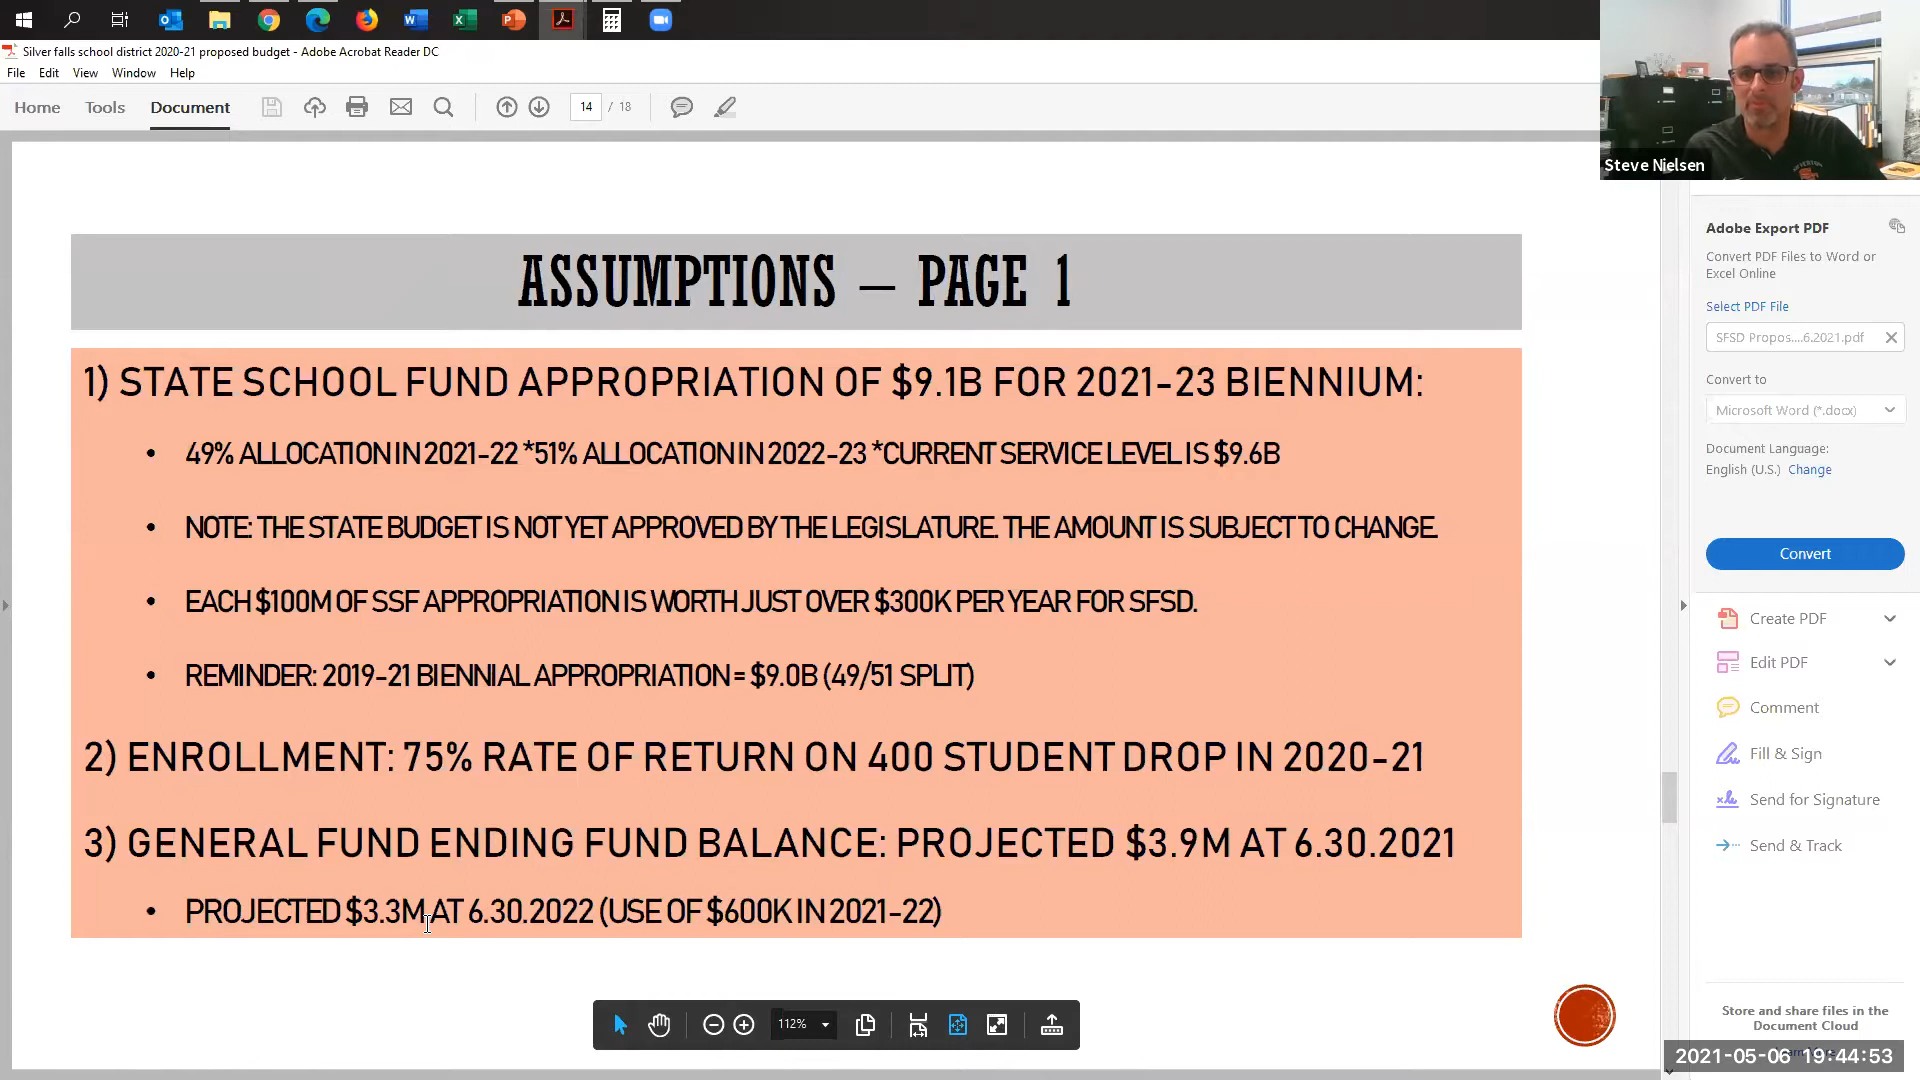 Silver falls school district 2020-21 proposed budget - Adobe Acrobat Reader DC
File Edit View Window Help
Home Tools Document 14 / 18
Steve Nielsen
ASSUMPTIONS – PAGE 1
1) STATE SCHOOL FUND APPROPRIATION OF $9.1B FOR 2021-23 BIENNIUM:
• 49% ALLOCATION IN 2021-22 *51% ALLOCATION IN 2022-23 *CURRENT SERVICE LEVEL IS $9.6B
• NOTE: THE STATE BUDGET IS NOT YET APPROVED BY THE LEGISLATURE. THE AMOUNT IS SUBJECT TO CHANGE.
• EACH $100M OF SSF APPROPRIATION IS WORTH JUST OVER $300K PER YEAR FOR SFSD.
• REMINDER: 2019-21 BIENNIAL APPROPRIATION = $9.0B (49/51 SPLIT)
2) ENROLLMENT: 75% RATE OF RETURN ON 400 STUDENT DROP IN 2020-21
3) GENERAL FUND ENDING FUND BALANCE: PROJECTED $3.9M AT 6.30.2021
• PROJECTED $3.3M AT 6.30.2022 (USE OF $600K IN 2021-22)
112%
Adobe Export PDF
Convert PDF Files to Word or
Excel Online
Select PDF File
SFSD Propos....6.2021.pdf
Convert to
Microsoft Word (*.docx)
Document Language:
English (U.S.) Change
Convert
Create PDF
Edit PDF
Comment
Fill & Sign
Send for Signature
Send & Track
Store and share files in the
Document Cloud
2021-05-06 19:44:53